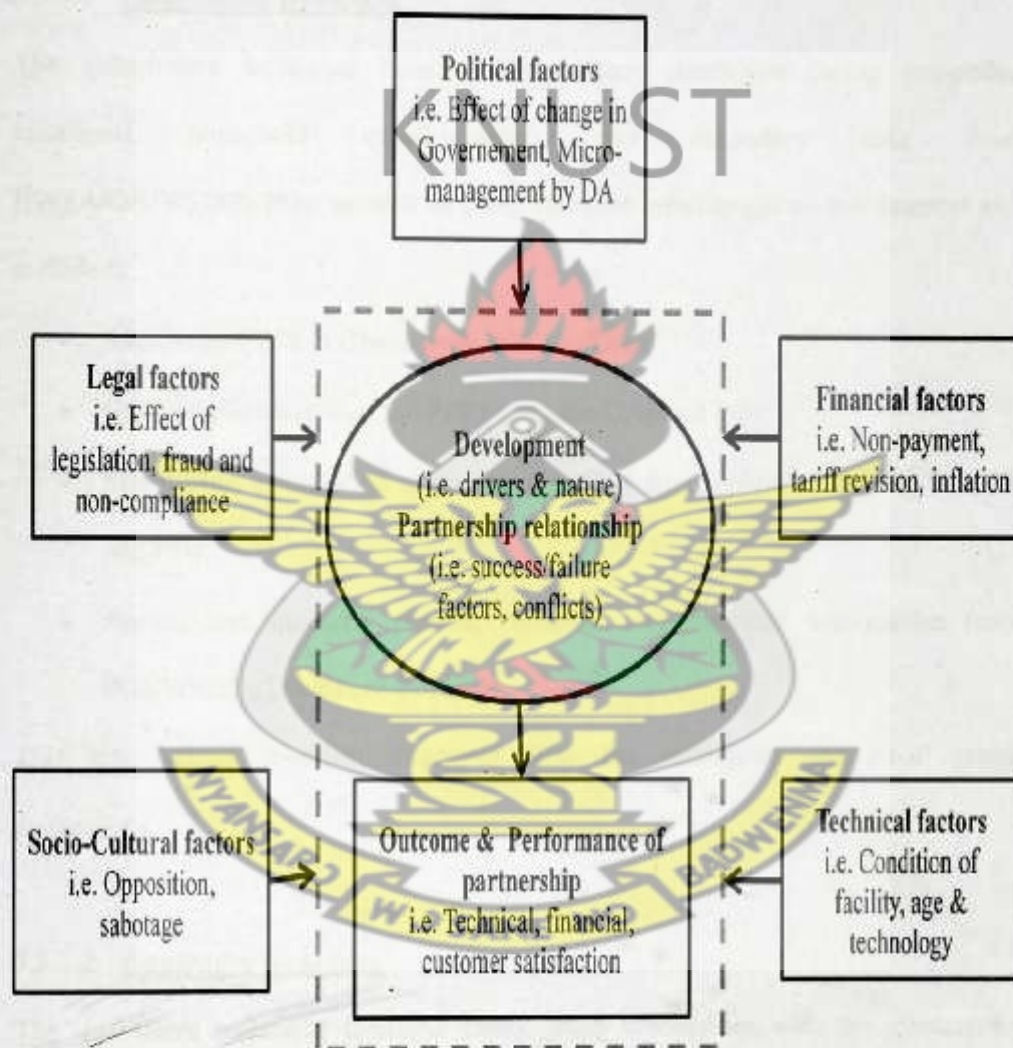 KNUST
Political factors
i.e. Effect of change in
Governement, Micro-
management by DA
Legal factors
i.e. Effect of
legislation, fraud and
non-compliance
Development
(i.e. drivers & nature)
Partnership relationship
(i.e. success/failure
factors, conflicts)
Financial factors
i.e. Non-payment,
tariff revision, inflation
Socio-Cultural factors
i.e. Opposition,
sabotage
Outcome & Performance of
partnership
i.e. Technical, financial,
customer satisfaction
Technical factors
i.e. Condition of
facility, age &
technology
NYANSAPO
BADWENMA